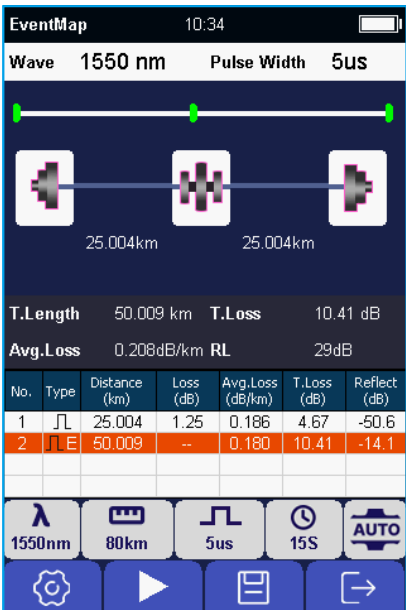 EventMap 10:34
Wave 1550 nm Pulse Width 5us
25.004km 25.004km
T.Length 50.009 km T.Loss 10.41 dB
Avg.Loss 0.208dB/km RL 29dB
No. Type Distance (km) Loss (dB) Avg.Loss (dB/km) T.Loss (dB) Reflect (dB)
1 25.004 1.25 0.186 4.67 -50.6
2 E 50.009 -- 0.180 10.41 -14.1
λ AUTO
1550nm 80km 5us 15S